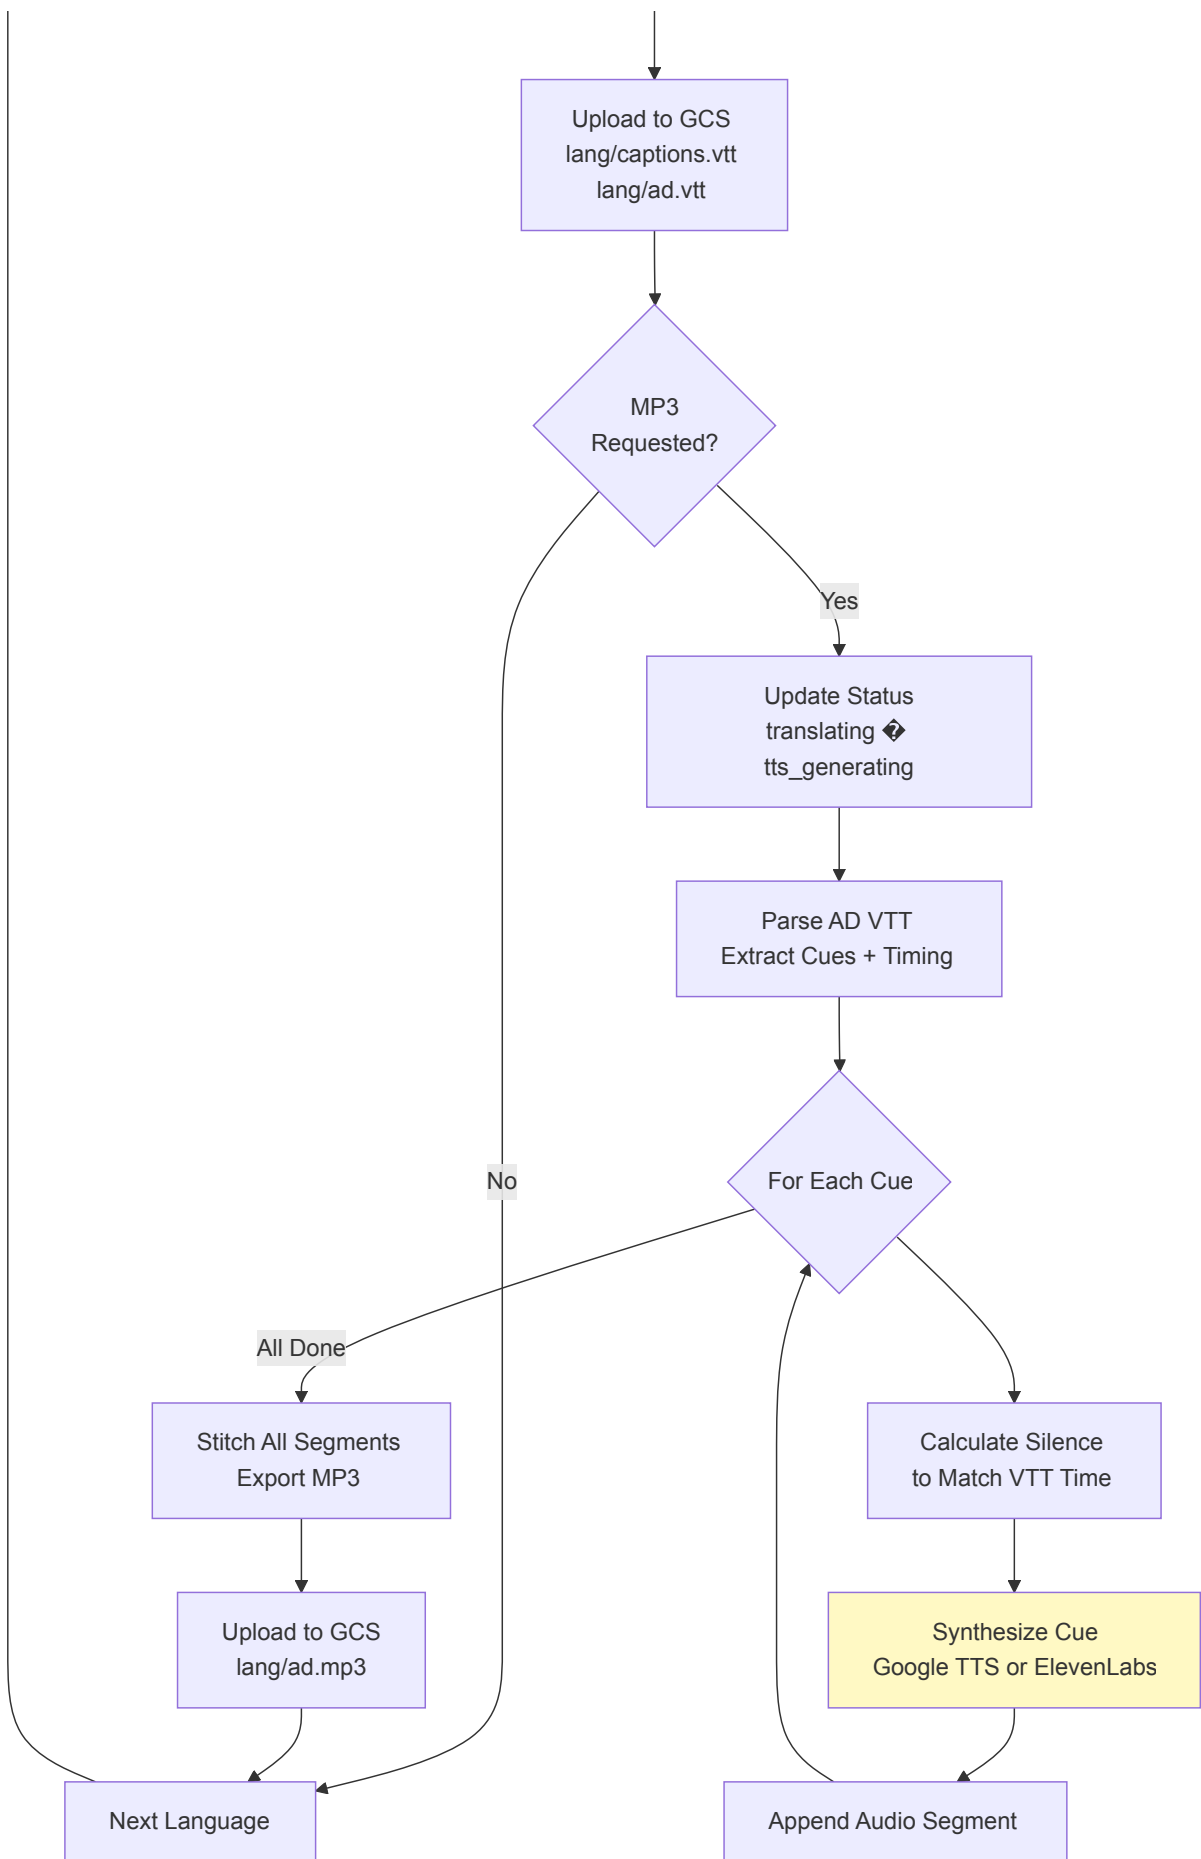 Upload to GCS
lang/captions.vtt
lang/ad.vtt
MP3
Requested?
Yes
Update Status
translating �
tts_generating
Parse AD VTT
Extract Cues + Timing
For Each Cue
No
All Done
Stitch All Segments
Export MP3
Calculate Silence
to Match VTT Time
Upload to GCS
lang/ad.mp3
Synthesize Cue
Google TTS or ElevenLabs
Next Language
Append Audio Segment